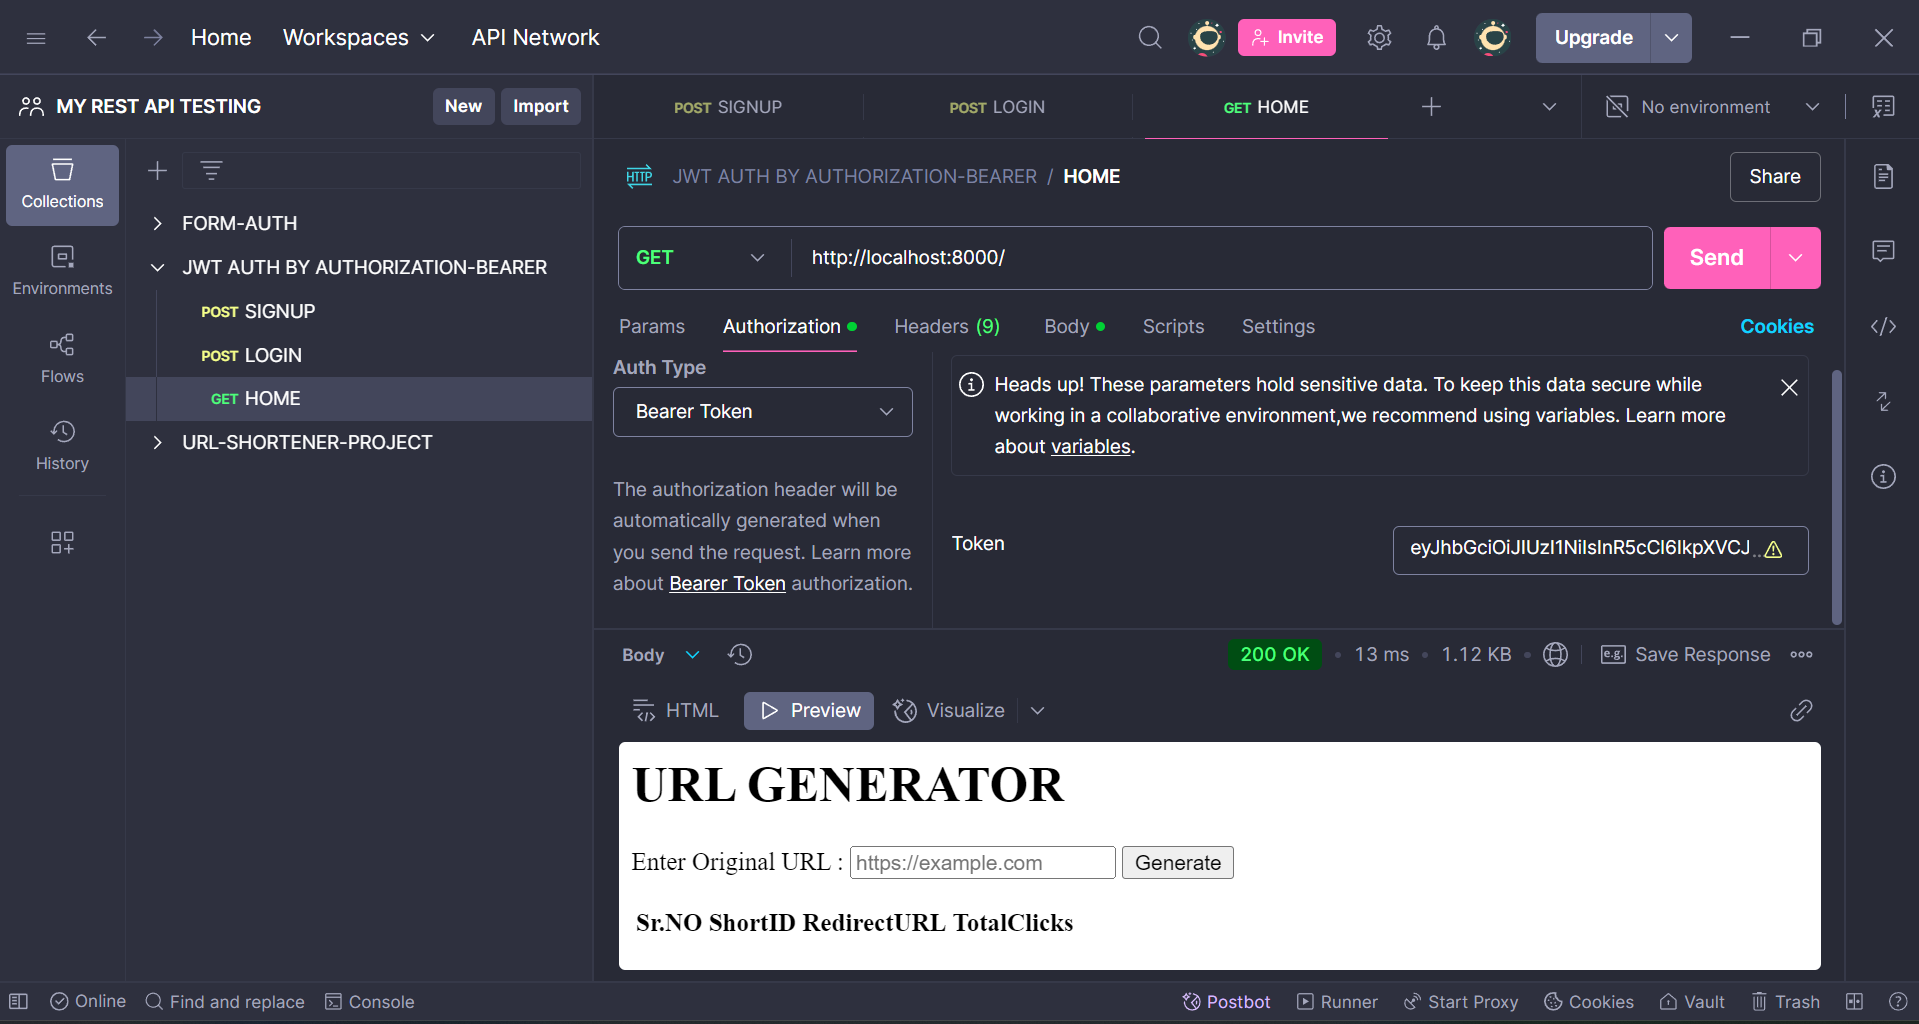 Home
Workspaces
API Network
Invite
Upgrade
MY REST API TESTING
New
Import
POST SIGNUP
POST LOGIN
GET HOME
No environment
Collections
Environments
Flows
History
FORM-AUTH
JWT AUTH BY AUTHORIZATION-BEARER
POST SIGNUP
POST LOGIN
GET HOME
URL-SHORTENER-PROJECT
HTTP
JWT AUTH BY AUTHORIZATION-BEARER / HOME
Share
GET
http://localhost:8000/
Send
Params
Authorization
Headers (9)
Body
Scripts
Settings
Cookies
Auth Type
Bearer Token
The authorization header will be
automatically generated when
you send the request. Learn more
about Bearer Token authorization.
Heads up! These parameters hold sensitive data. To keep this data secure while
working in a collaborative environment,we recommend using variables. Learn more
about variables.
Token
eyJhbGciOiJIUzI1NiIsInR5cCI6IkpXVCJ...
Body
200 OK
13 ms
1.12 KB
e.g.
Save Response
HTML
Preview
Visualize
URL GENERATOR
Enter Original URL :
https://example.com
Generate
Sr.NO ShortID RedirectURL TotalClicks
Online
Find and replace
Console
Postbot
Runner
Start Proxy
Cookies
Vault
Trash